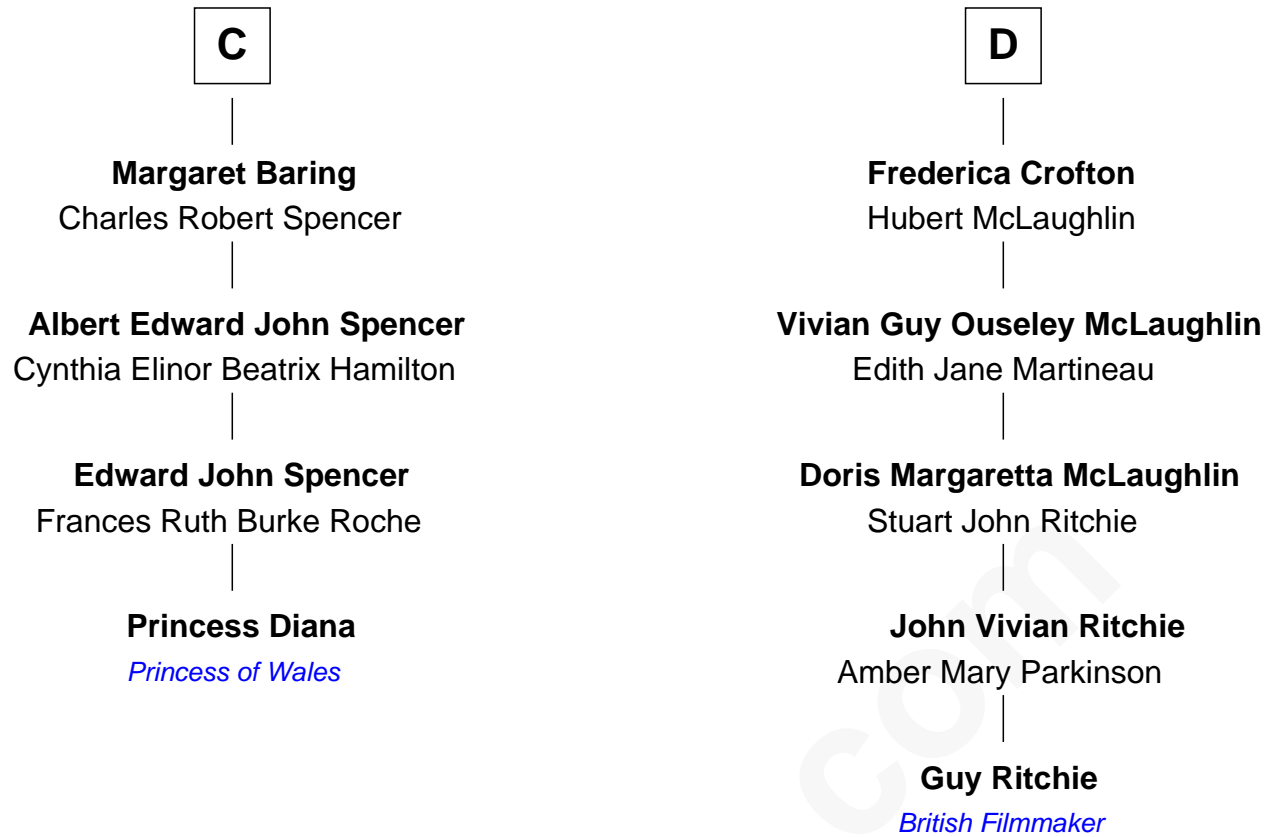 C
Margaret Baring
Charles Robert Spencer
Albert Edward John Spencer
Cynthia Elinor Beatrix Hamilton
Edward John Spencer
Frances Ruth Burke Roche
Princess Diana
Princess of Wales
D
Frederica Crofton
Hubert McLaughlin
Vivian Guy Ouseley McLaughlin
Edith Jane Martineau
Doris Margaretta McLaughlin
Stuart John Ritchie
John Vivian Ritchie
Amber Mary Parkinson
Guy Ritchie
British Filmmaker
com